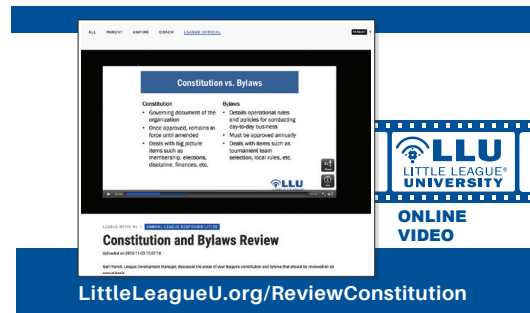 ALL PARENT UMPIRE COACH LEAGUE OFFICIAL
Constitution vs. Bylaws
Constitution
• Governing document of the organization
• Once approved, remains in force until amended
• Deals with big picture items such as membership, elections, discipline, finances, etc.
Bylaws
• Details operational rules and policies for conducting day-to-day business
• Must be approved annually
• Deals with items such as tournament team selection, local rules, etc.
LLU
LEAGUE OFFICIAL ANNUAL LEAGUE RESPONSIBILITIES
Constitution and Bylaws Review
LLU
LITTLE LEAGUE®
UNIVERSITY
ONLINE
VIDEO
LittleLeagueU.org/ReviewConstitution